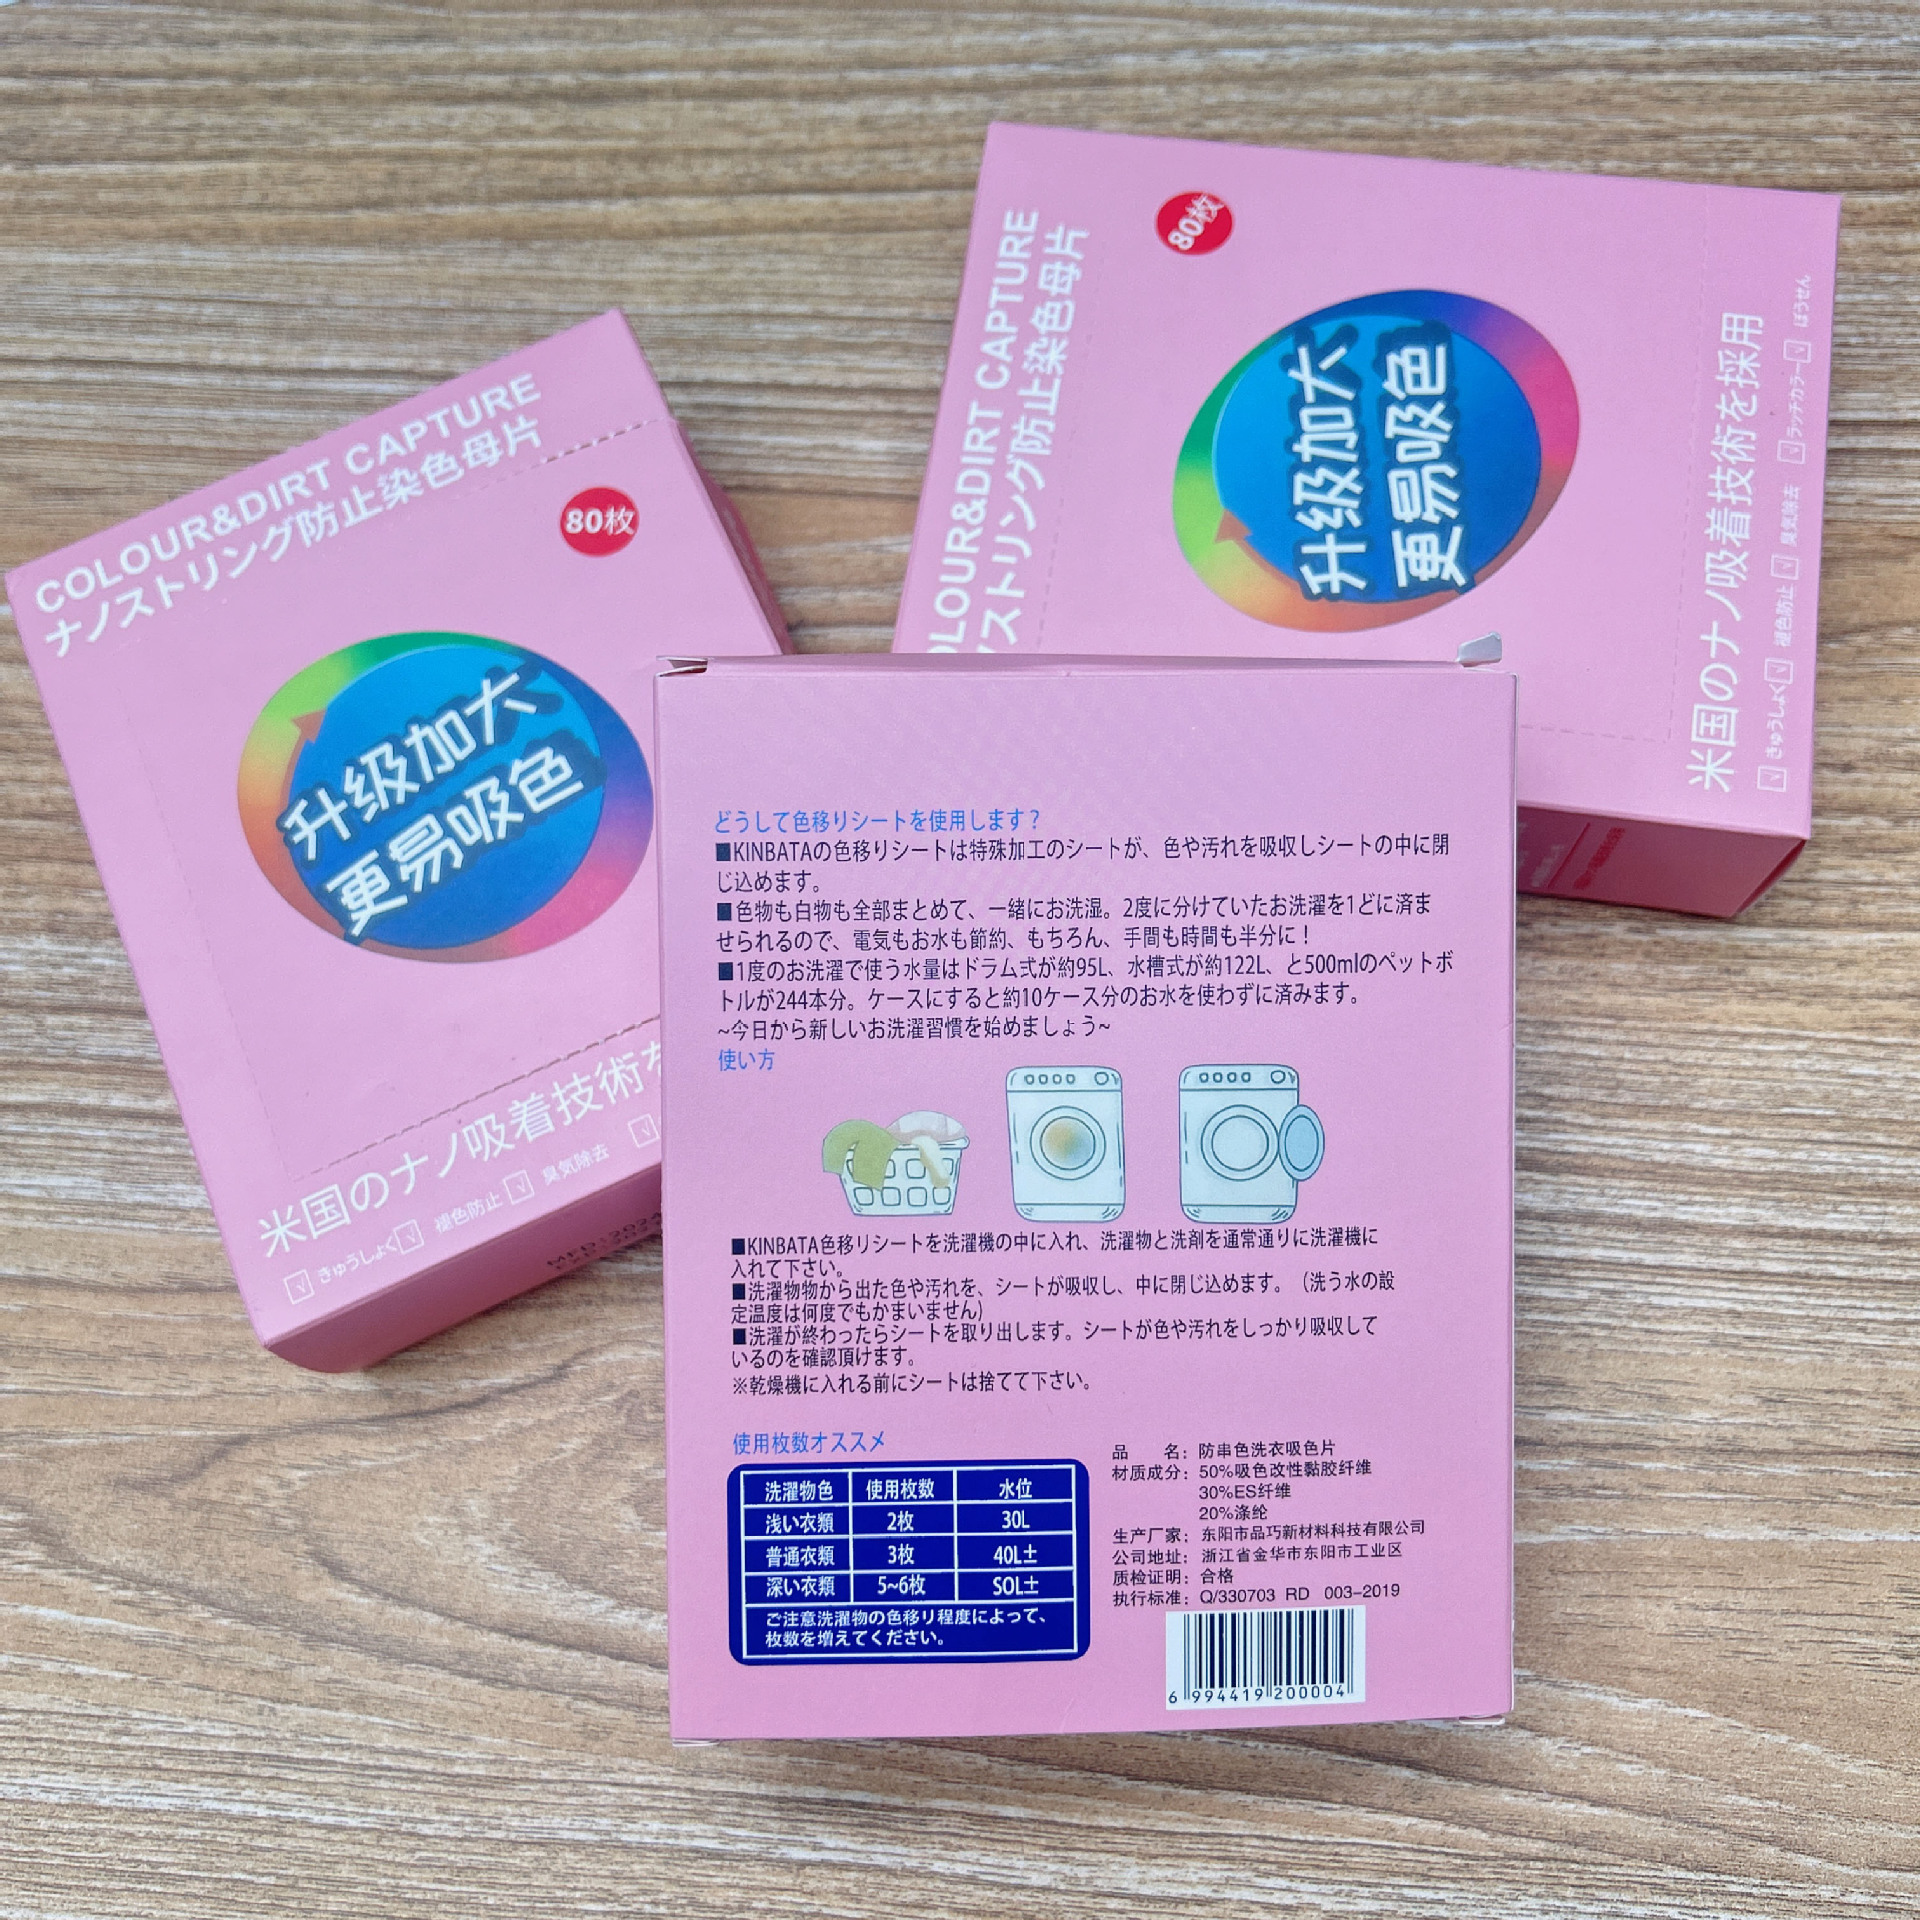 COLOUR&DIRT CAPTURE
ナノストリング防止染色母片
80枚
升级加大
更易吸色
米国のナノ吸着技術
√ きゅうしょく √ 褪色防止 √ 臭気除去 √
OLOUR&DIRT CAPTURE
ストリング防止染色母片
80枚
升级加大
更易吸色
米国のナノ吸着技術を採用
√ きゅうしょく √ 褪色防止 √ 臭気除去 √ ラッチカラー √ ぼうせん
どうして色移りシートを使用します？
■KINBATAの色移りシートは特殊加工のシートが、色や汚れを吸収しシートの中に閉
じ込めます。
■色物も白物も全部まとめて、一緒にお洗湿。2度に分けていたお洗濯を1どに済ま
せられるので、電気もお水も節約、もちろん、手間も時間も半分に！
■1度のお洗濯で使う水量はドラム式が約95L、水槽式が約122L、と500mlのペットボ
トルが244本分。ケースにすると約10ケース分のお水を使わずに済みます。
~今日から新しいお洗濯習慣を始めましょう~
使い方
■KINBATA色移リシートを洗濯機の中に入れ、洗濯物と洗剤を通常通りに洗濯機に
入れて下さい。
■洗濯物物から出た色や汚れを、シートが吸収し、中に閉じ込めます。（洗う水の設
定温度は何度でもかまいません)
■洗濯が終わったらシートを取り出します。シートが色や汚れをしっかり吸収して
いるのを確認頂けます。
※乾燥機に入れる前にシートは捨てて下さい。
使用枚数オススメ
洗濯物色 使用枚数 水位
浅い衣類 2枚 30L
普通衣類 3枚 40L±
深い衣類 5~6枚 SOL±
ご注意洗濯物の色移リ程度によって、
枚数を増えてください。
品 名：防串色洗衣吸色片
材质成分：50%吸色改性黏胶纤维
30%ES纤维
20%涤纶
生产厂家：东阳市品巧新材料科技有限公司
公司地址：浙江省金华市东阳市工业区
质检证明：合格
执行标准：Q/330703 RD 003-2019
6 994419 200004